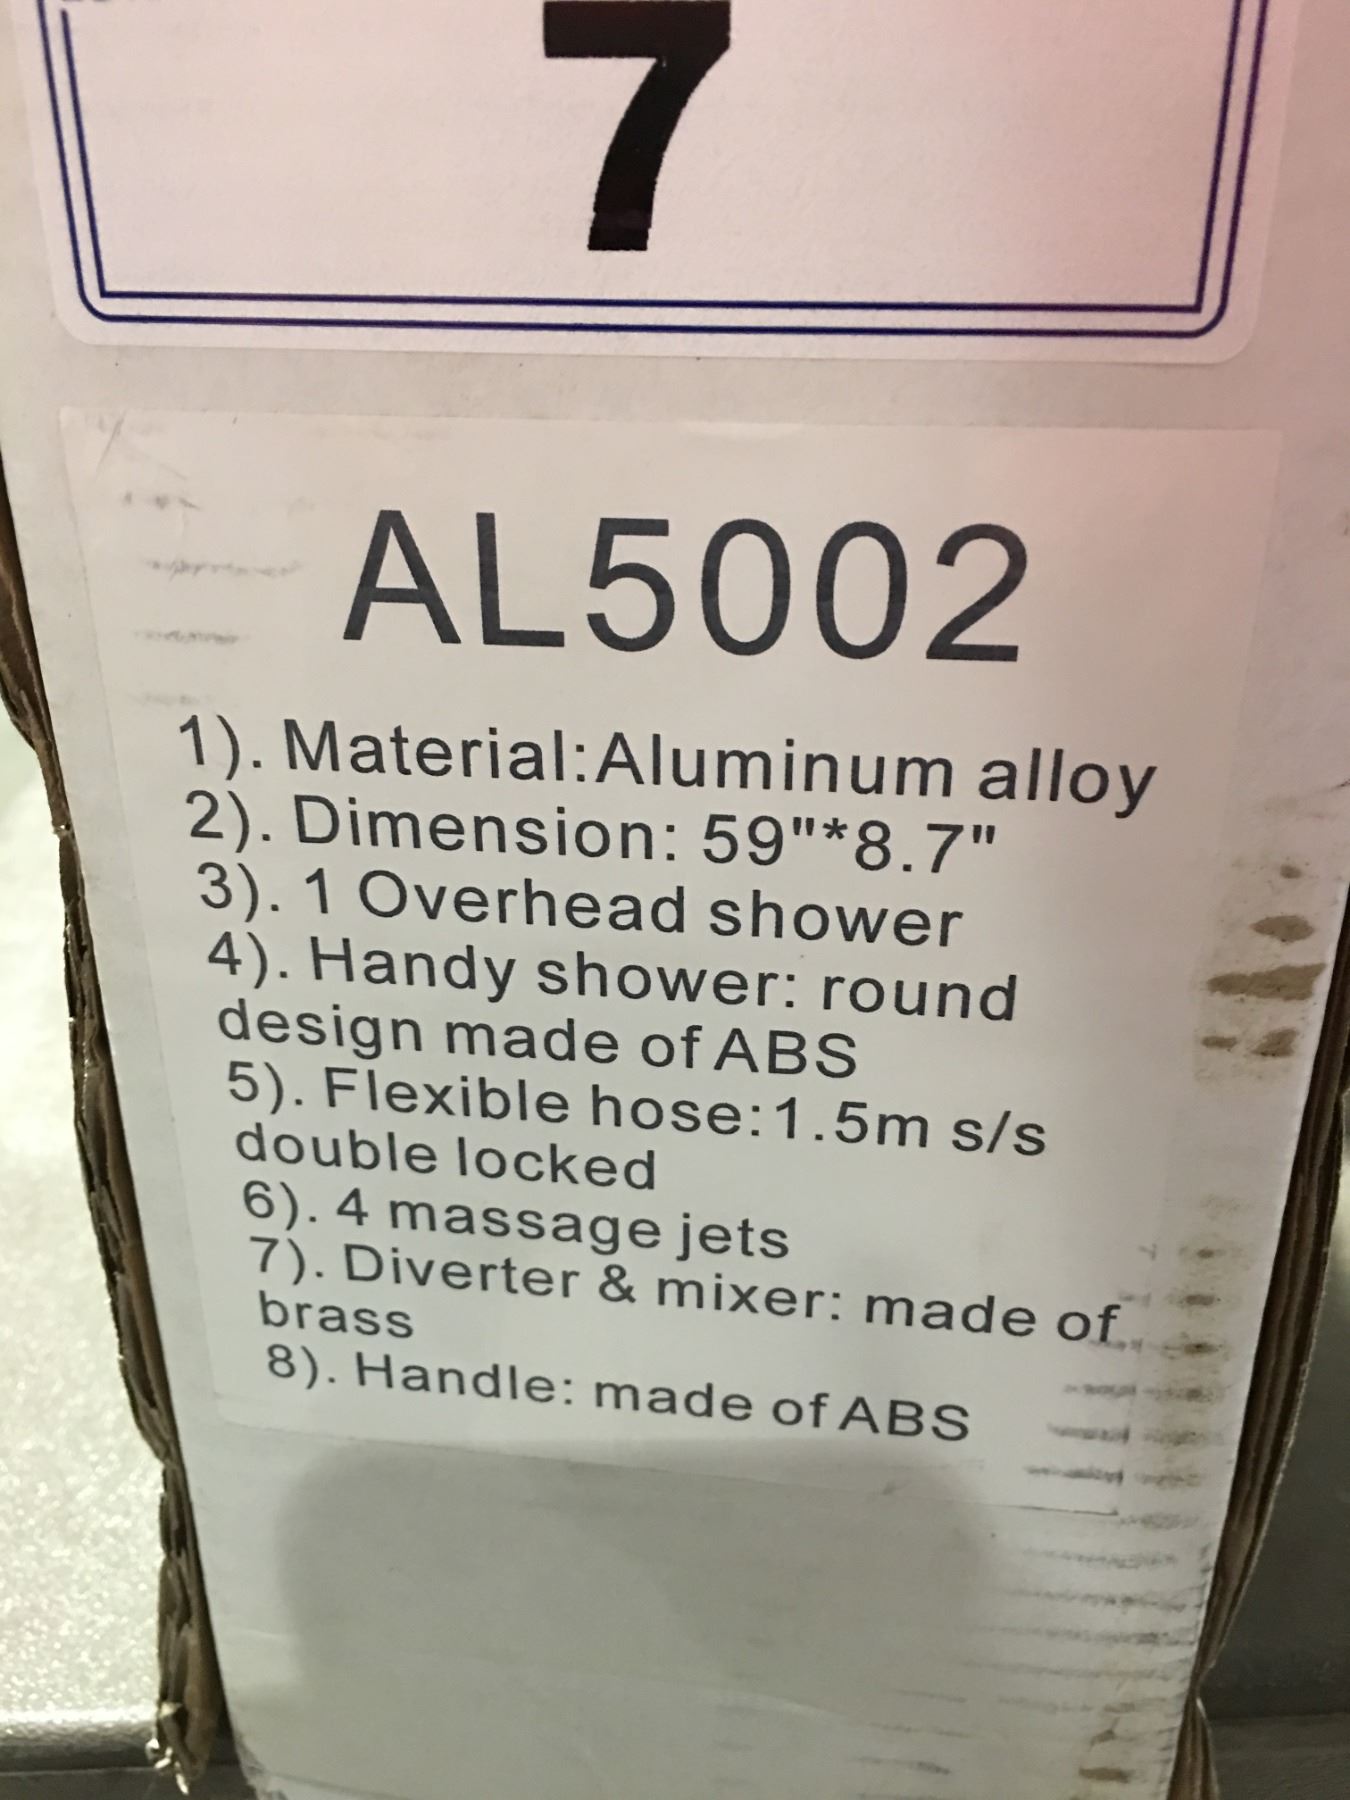 7
AL5002
1). Material:Aluminum alloy
2). Dimension: 59"*8.7"
3). 1 Overhead shower
4). Handy shower: round
design made of ABS
5). Flexible hose:1.5m s/s
double locked
6). 4 massage jets
7). Diverter & mixer: made of
brass
8). Handle: made of ABS